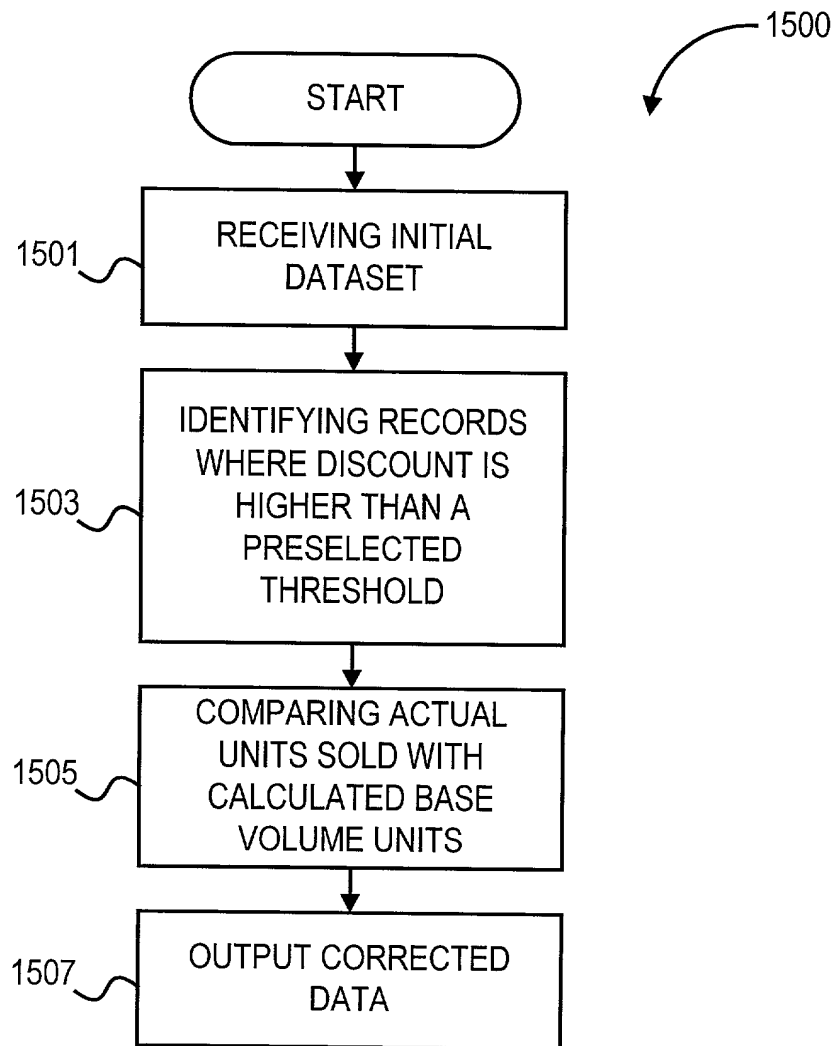 1500
START
1501
RECEIVING INITIAL
DATASET
1503
IDENTIFYING RECORDS
WHERE DISCOUNT IS
HIGHER THAN A
PRESELECTED
THRESHOLD
1505
COMPARING ACTUAL
UNITS SOLD WITH
CALCULATED BASE
VOLUME UNITS
1507
OUTPUT CORRECTED
DATA